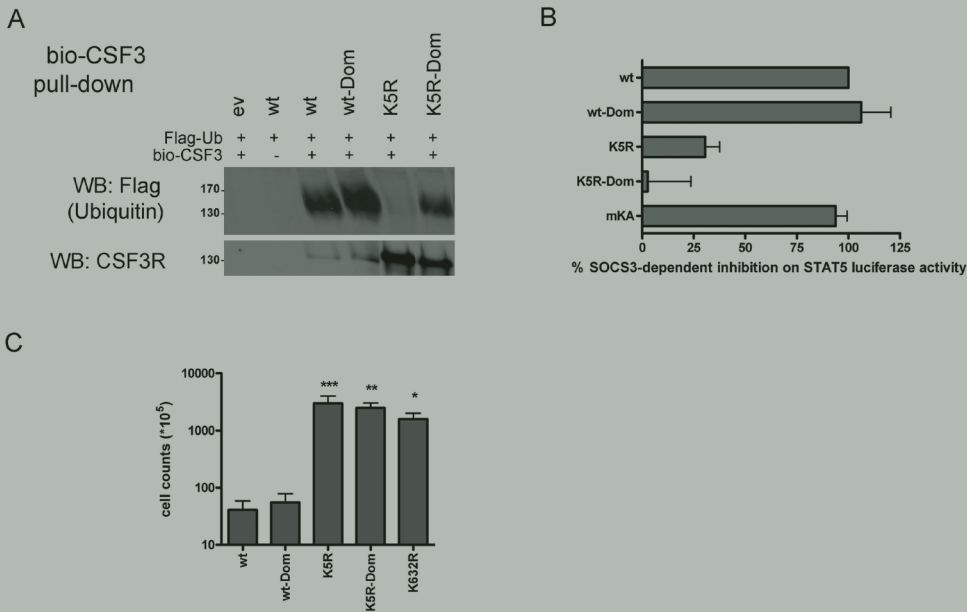 A
bio-CSF3
pull-down
ev
wt
wt
wt-Dom
K5R
K5R-Dom
Flag-Ub + + + + + +
bio-CSF3 + - + + + +
WB: Flag
(Ubiquitin)
170
130
WB: CSF3R
130
B
wt
wt-Dom
K5R
K5R-Dom
mKA
0 25 50 75 100 125
% SOCS3-dependent inhibition on STAT5 luciferase activity
C
cell counts (*10⁵)
10000
1000
100
10
*** ** *
wt
wt-Dom
K5R
K5R-Dom
K632R